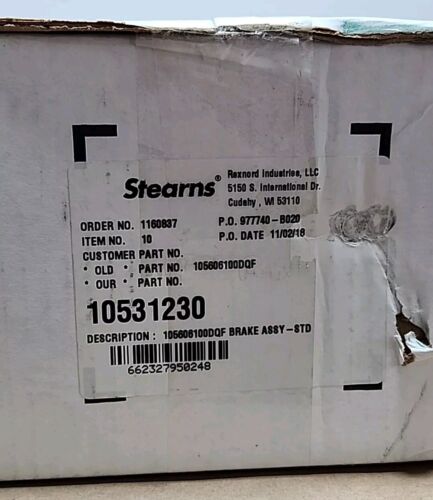 Stearns®
Rexnord Industries, LLC
5150 S. International Dr.
Cudahy , WI 53110
ORDER NO. 1160837
P.O. 977740-B020
ITEM NO. 10
P.O. DATE 11/02/18
CUSTOMER PART NO.
" OLD " PART NO. 105606100DQF
" OUR " PART NO.
10531230
DESCRIPTION : 105606100DQF BRAKE ASSY-STD
662327950248